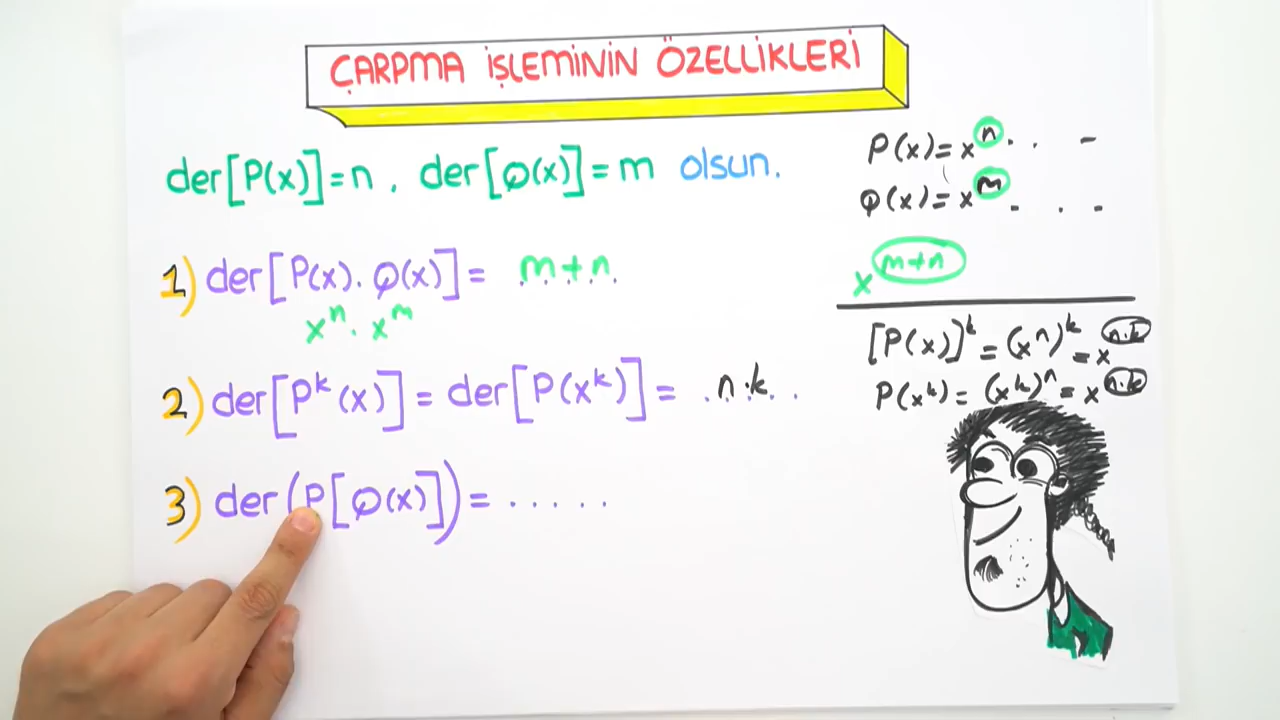 ÇARPMA İŞLEMİNİN ÖZELLİKLERİ
der[P(x)]=n, der[Q(x)]=m olsun.
P(x)=x^n . . . -
Q(x)=x^m - . . -
x^m+n
1) der[P(x).Q(x)]= m+n
x^n . x^m
[P(x)]^k = (x^n)^k = x^n.k
P(x^k) = (x^k)^n = x^n.k
2) der[P^k(x)] = der[P(x^k)] = n.k
3) der(P[Q(x)]) = . . . . .